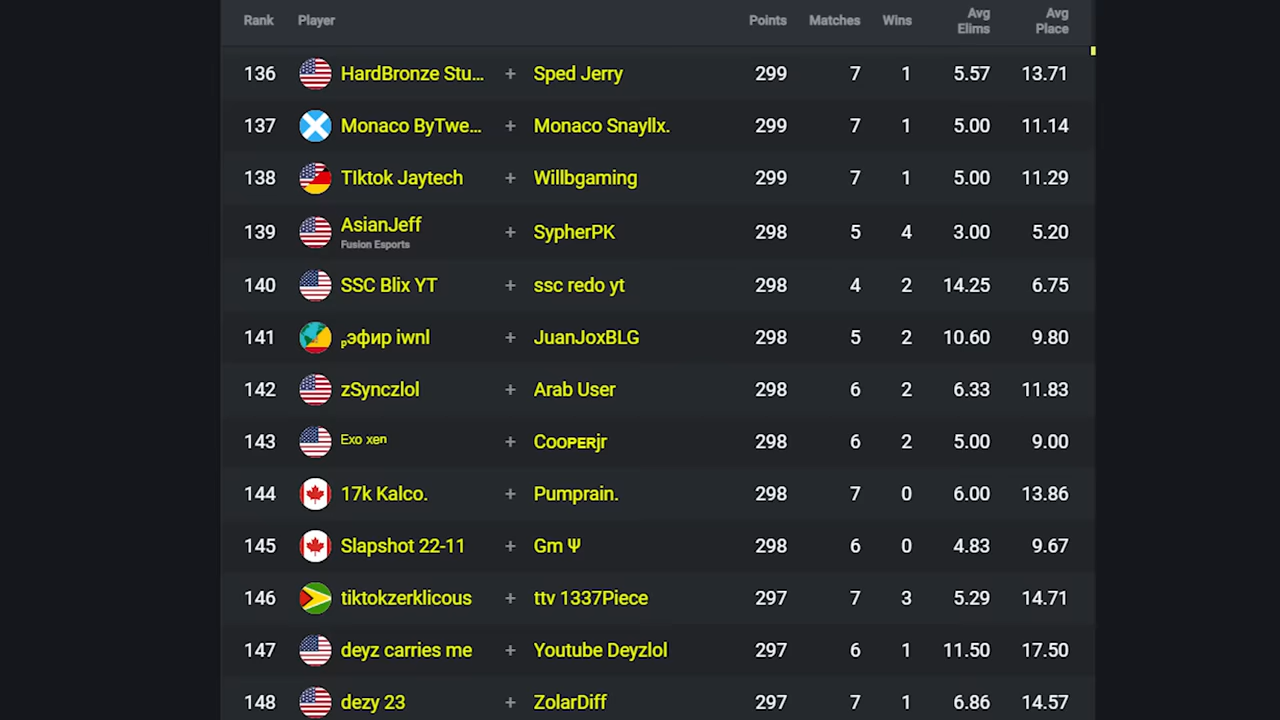 Rank Player Points Matches Wins Avg Elims Avg Place
136 HardBronze Stu... + Sped Jerry 299 7 1 5.57 13.71
137 Monaco ByTwe... + Monaco Snayllx. 299 7 1 5.00 11.14
138 TIktok Jaytech + Willbgaming 299 7 1 5.00 11.29
139 AsianJeff + SypherPK 298 5 4 3.00 5.20
Fusion Esports
140 SSC Blix YT + ssc redo yt 298 4 2 14.25 6.75
141 ₚэфир iwnl + JuanJoxBLG 298 5 2 10.60 9.80
142 zSynczlol + Arab User 298 6 2 6.33 11.83
143 Exo xen + Cooᴘᴇʀjr 298 6 2 5.00 9.00
144 17k Kalco. + Pumprain. 298 7 0 6.00 13.86
145 Slapshot 22-11 + Gm Ψ 298 6 0 4.83 9.67
146 tiktokzerklicous + ttv 1337Piece 297 7 3 5.29 14.71
147 deyz carries me + Youtube Deyzlol 297 6 1 11.50 17.50
148 dezy 23 + ZolarDiff 297 7 1 6.86 14.57